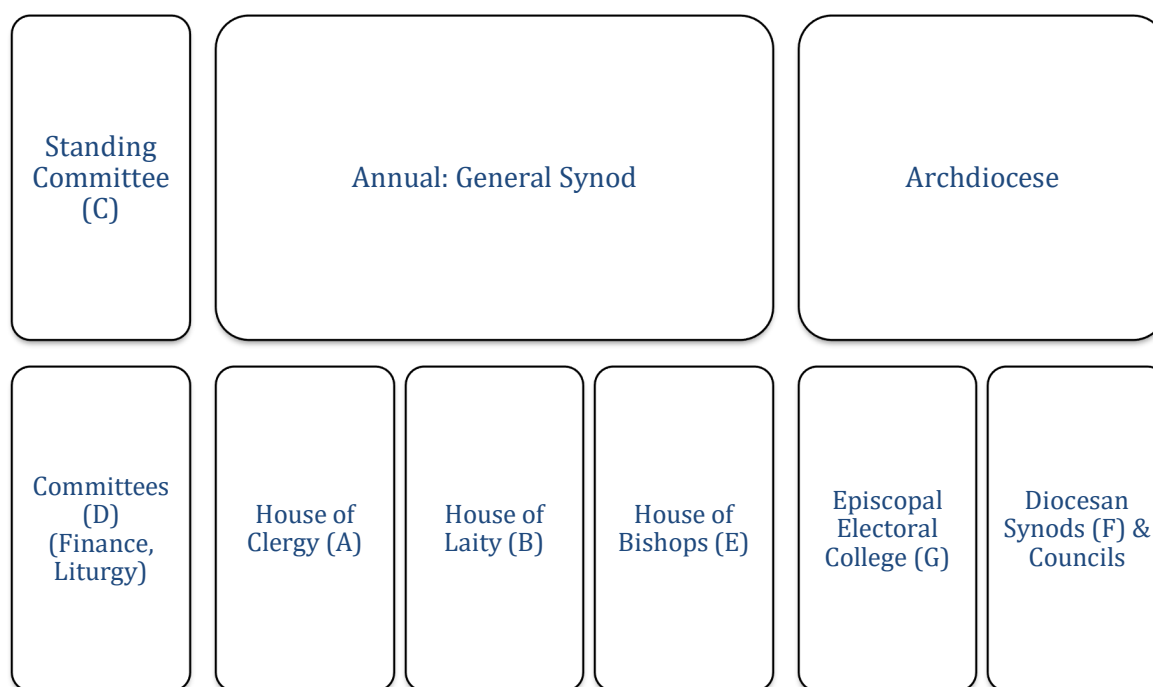 Standing
Committee
(C)
Annual: General Synod
Archdiocese
Committees
(D)
(Finance,
Liturgy)
House of
Clergy (A)
House of
Laity (B)
House of
Bishops (E)
Episcopal
Electoral
College (G)
Diocesan
Synods (F) &
Councils